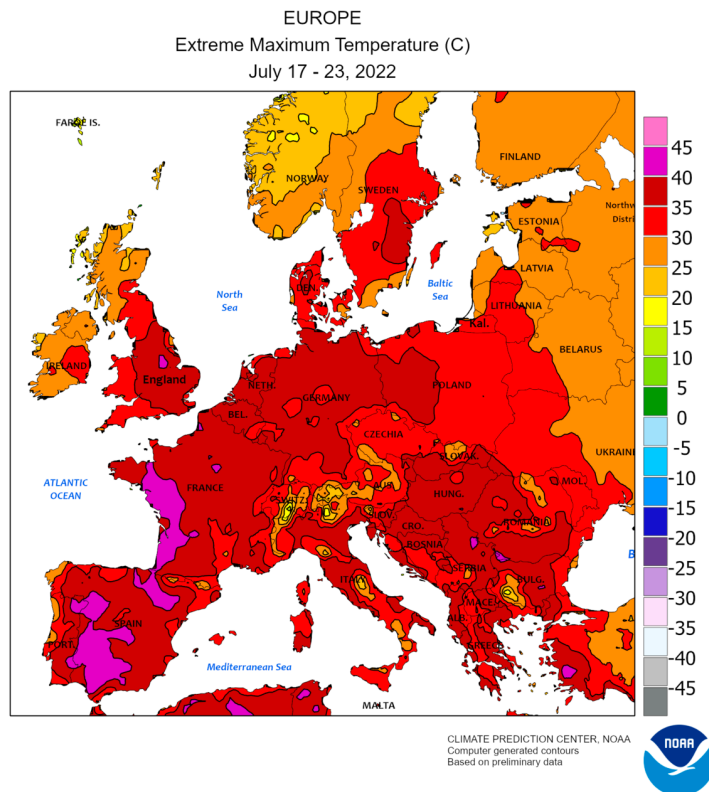 EUROPE
Extreme Maximum Temperature (C)
July 17 - 23, 2022
FAROE IS.
FINLAND
NORWAY
SWEDEN
ESTONIA
LATVIA
LITHUANIA
Kal.
BELARUS
North
Sea
Baltic
Sea
DEN.
IRELAND
England
NETH.
BEL.
GERMANY
POLAND
CZECHIA
SLOVAK.
UKRAIN
ATLANTIC
OCEAN
FRANCE
SWITZ.
AUS.
SLOV.
HUNG.
MOL.
ROMANIA
CRO.
BOSNIA
SERBIA
BULG.
ITALY
MACE.
ALB.
GREECE
PORT.
SPAIN
Mediterranean Sea
MALTA
B
45
40
35
30
25
20
15
10
5
0
-5
-10
-15
-20
-25
-30
-35
-40
-45
CLIMATE PREDICTION CENTER, NOAA
Computer generated contours
Based on preliminary data
NOAA